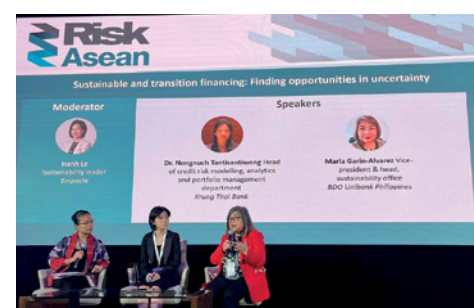 Risk
Asean
Sustainable and transition financing: Finding opportunities in uncertainty
Moderator
Speakers
Hanh Le
Sustainability leader
Dr. Nongnuch Tantisantiwong Head
of credit risk modelling, analytics
and portfolio management
department
Krung Thai Bank
Marla Garin-Alvarez Vice-
president & head,
sustainability office
BDO Unibank Philippines